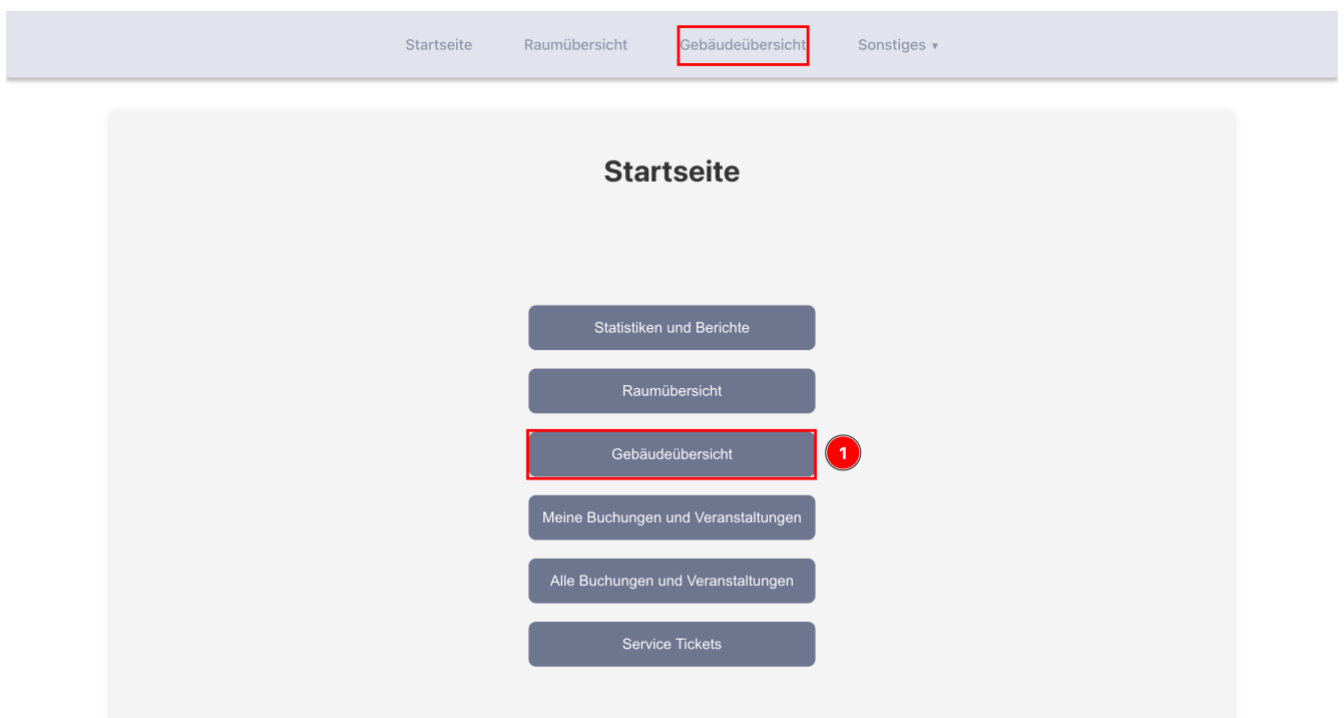 Startseite Raumübersicht Gebäudeübersicht Sonstiges ▾
Startseite
Statistiken und Berichte
Raumübersicht
Gebäudeübersicht 1
Meine Buchungen und Veranstaltungen
Alle Buchungen und Veranstaltungen
Service Tickets